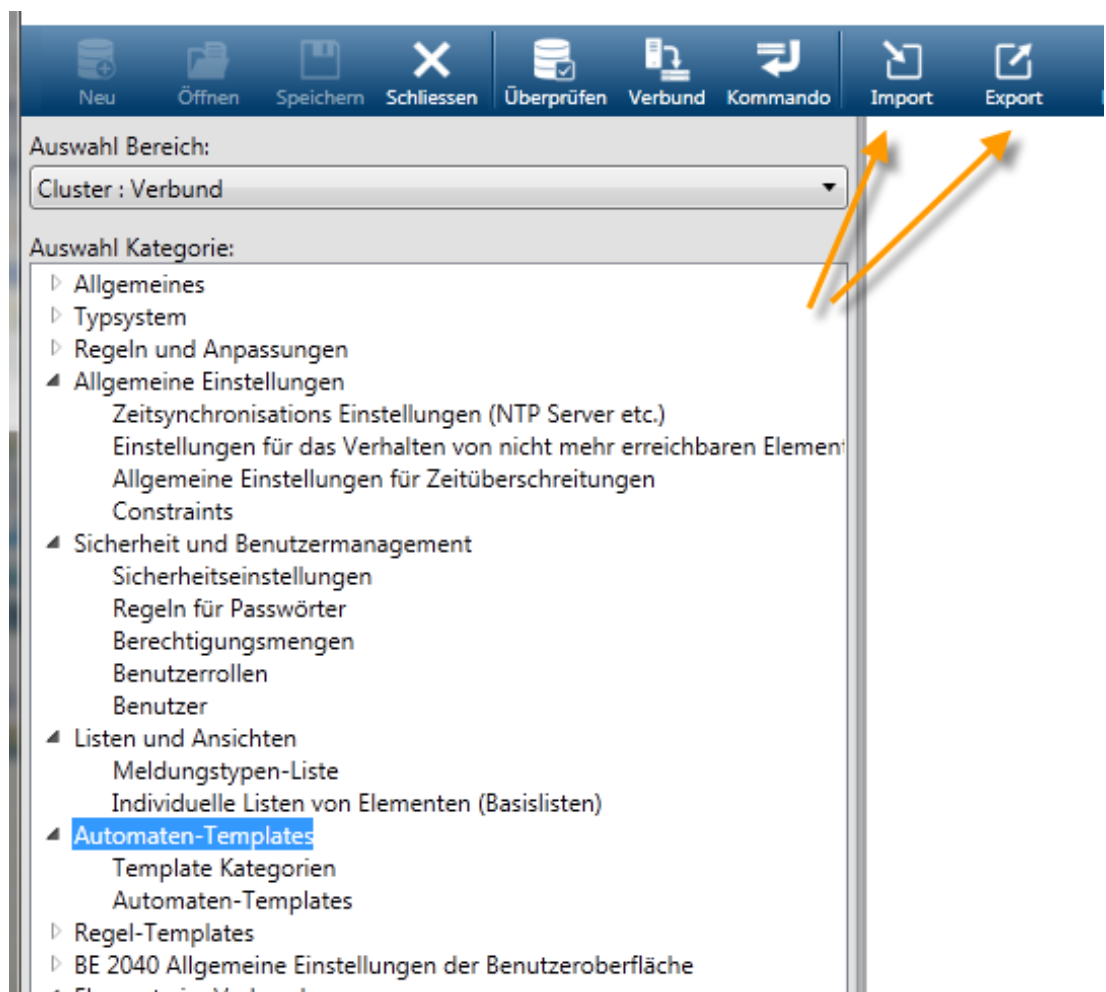 Neu Öffnen Speichern Schliessen Überprüfen Verbund Kommando Import Export
Auswahl Bereich:
Cluster : Verbund
Auswahl Kategorie:
Allgemeines
Typsystem
Regeln und Anpassungen
Allgemeine Einstellungen
Zeitsynchronisations Einstellungen (NTP Server etc.)
Einstellungen für das Verhalten von nicht mehr erreichbaren Element
Allgemeine Einstellungen für Zeitüberschreitungen
Constraints
Sicherheit und Benutzermanagement
Sicherheitseinstellungen
Regeln für Passwörter
Berechtigungsmengen
Benutzerrollen
Benutzer
Listen und Ansichten
Meldungstypen-Liste
Individuelle Listen von Elementen (Basislisten)
Automaten-Templates
Template Kategorien
Automaten-Templates
Regel-Templates
BE 2040 Allgemeine Einstellungen der Benutzeroberfläche